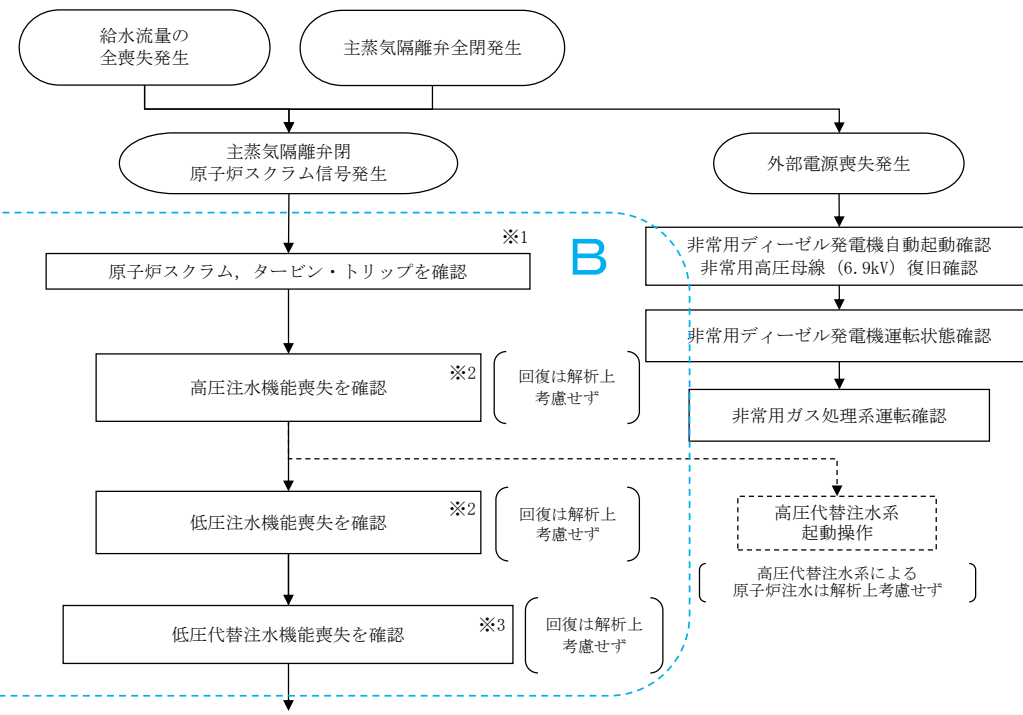 給水流量の
全喪失発生
主蒸気隔離弁全閉発生
主蒸気隔離弁閉
原子炉スクラム信号発生
外部電源喪失発生
※1
B
原子炉スクラム，タービン・トリップを確認
非常用ディーゼル発電機自動起動確認
非常用高圧母線（6.9kV）復旧確認
非常用ディーゼル発電機運転状態確認
高圧注水機能喪失を確認
※2
回復は解析上
考慮せず
非常用ガス処理系運転確認
低圧注水機能喪失を確認
※2
回復は解析上
考慮せず
高圧代替注水系
起動操作
高圧代替注水系による
原子炉注水は解析上考慮せず
低圧代替注水機能喪失を確認
※3
回復は解析上
考慮せず